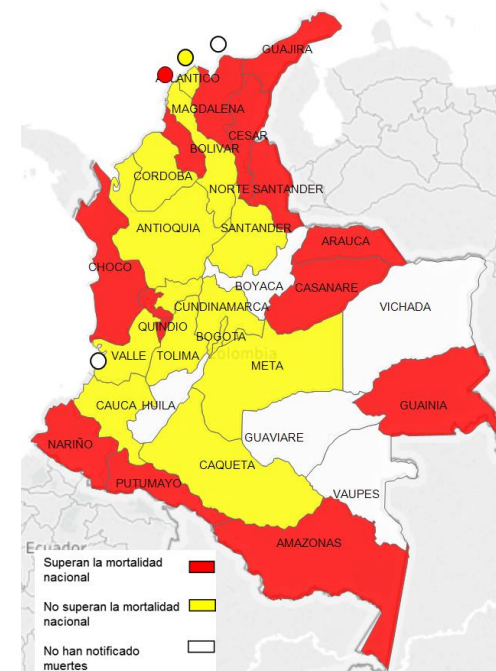 GUAJIRA
ATLANTICO
MAGDALENA
CESAR
BOLIVAR
CORDOBA
NORTE SANTANDER
ANTIOQUIA
SANTANDER
ARAUCA
CHOCO
BOYACA
CASANARE
VICHADA
CUNDINAMARCA
QUINDIO
BOGOTA
Colombia
VALLE
TOLIMA
META
CAUCA
HUILA
GUAINIA
NARIÑO
GUAVIARE
CAQUETA
PUTUMAYO
VAUPES
AMAZONAS
Ecuador
Superan la mortalidad
nacional
No superan la mortalidad
nacional
No han notificado
muertes